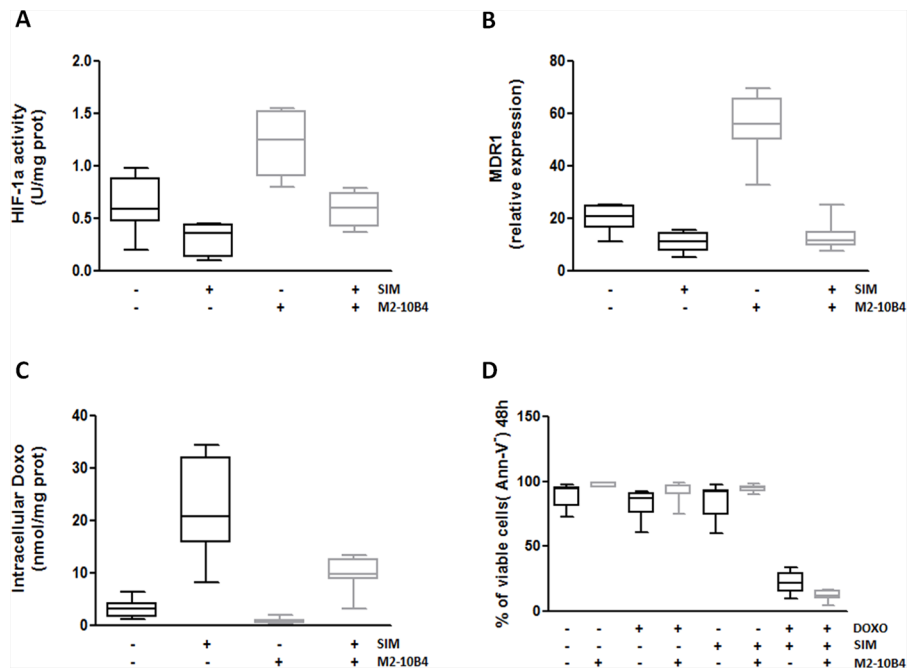 A
HIF-1a activity
(U/mg prot)
2.0
1.5
1.0
0.5
0.0
- + - + SIM
- - + + M2-10B4
B
MDR1
(relative expression)
80
60
40
20
0
- + - + SIM
- - + + M2-10B4
C
Intracellular Doxo
(nmol/mg prot)
40
30
20
10
0
- + - + SIM
- - + + M2-10B4
D
% of viable cells( Ann-V⁻) 48h
150
100
50
0
- - + + - - + + DOXO
- - - - + + + + SIM
- + - + - + - + M2-10B4